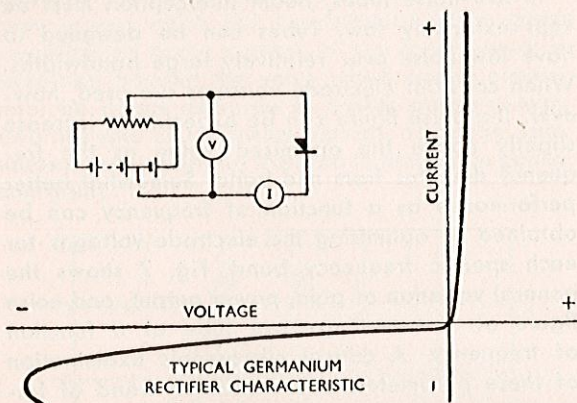 +
CURRENT
V
I
-
VOLTAGE
+
TYPICAL GERMANIUM
RECTIFIER CHARACTERISTIC
-